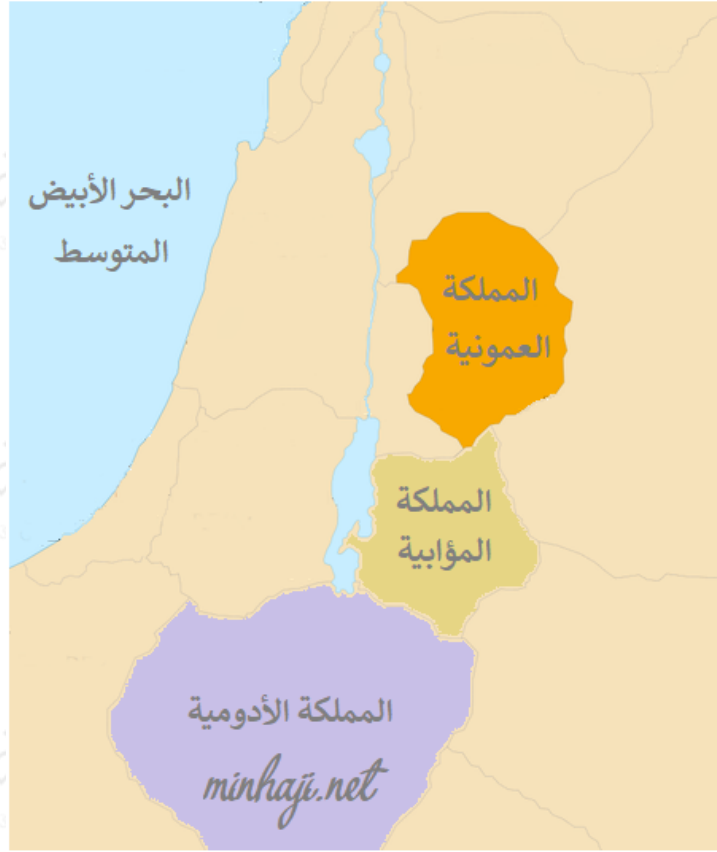 البحر الأبيض
المتوسط
المملكة
العمونية
المملكة
المؤابية
المملكة الأدومية
minhaji.net